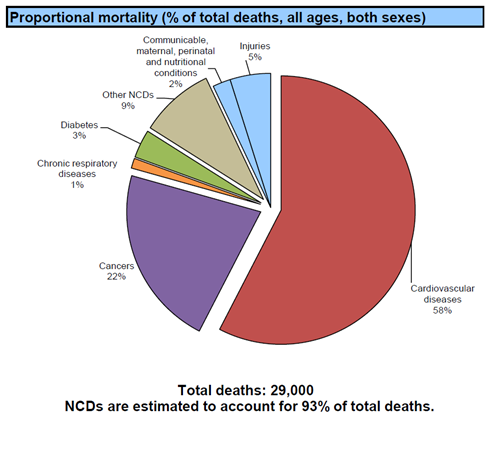 Proportional mortality (% of total deaths, all ages, both sexes)
Communicable,
maternal, perinatal
and nutritional
conditions
2%
Injuries
5%
Other NCDs
9%
Diabetes
3%
Chronic respiratory
diseases
1%
Cancers
22%
Cardiovascular
diseases
58%
Total deaths: 29,000
NCDs are estimated to account for 93% of total deaths.